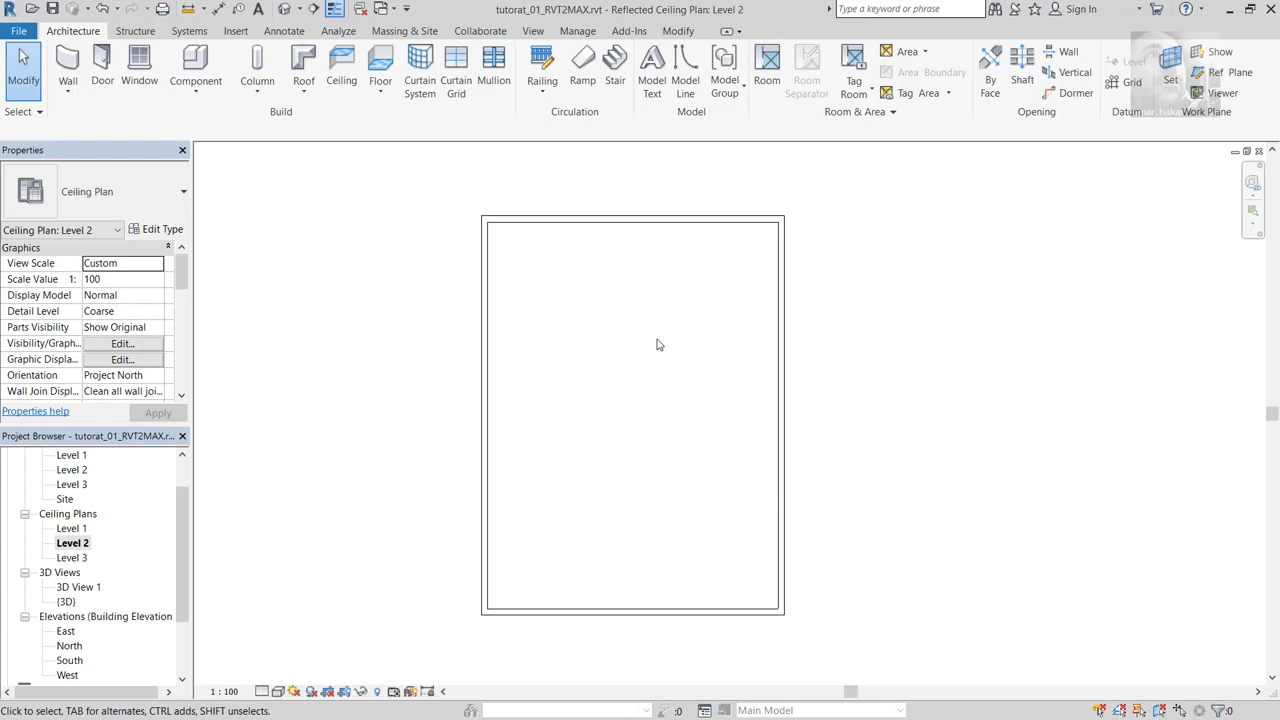 tutorat_01_RVT2MAX.rvt - Reflected Ceiling Plan: Level 2
Type a keyword or phrase
Sign In
File Architecture Structure Systems Insert Annotate Analyze Massing & Site Collaborate View Manage Add-Ins Modify
Modify Wall Door Window Component Column Roof Ceiling Floor Curtain System Curtain Grid Mullion Railing Ramp Stair Model Text Model Line Model Group Room Room Separator Tag Room
Area
Area Boundary
Tag Area
By Face Shaft
Wall
Vertical
Dormer
Level
Grid
Set
Show
Ref Plane
Viewer
Select Build Circulation Model Room & Area Opening Datum Work Plane
Properties
Ceiling Plan
Ceiling Plan: Level 2 Edit Type
Graphics
View Scale Custom
Scale Value 1: 100
Display Model Normal
Detail Level Coarse
Parts Visibility Show Original
Visibility/Graph... Edit...
Graphic Displa... Edit...
Orientation Project North
Wall Join Displ... Clean all wall joi...
Properties help Apply
Project Browser - tutorat_01_RVT2MAX.r...
Level 1
Level 2
Level 3
Site
Ceiling Plans
Level 1
Level 2
Level 3
3D Views
3D View 1
{3D}
Elevations (Building Elevation
East
North
South
West
1 : 100
Click to select, TAB for alternates, CTRL adds, SHIFT unselects.
:0
Main Model
:0